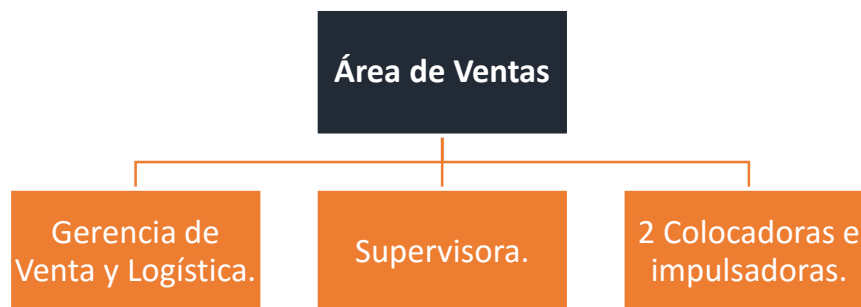 Área de Ventas
Gerencia de
Venta y Logística.
Supervisora.
2 Colocadoras e
impulsadoras.